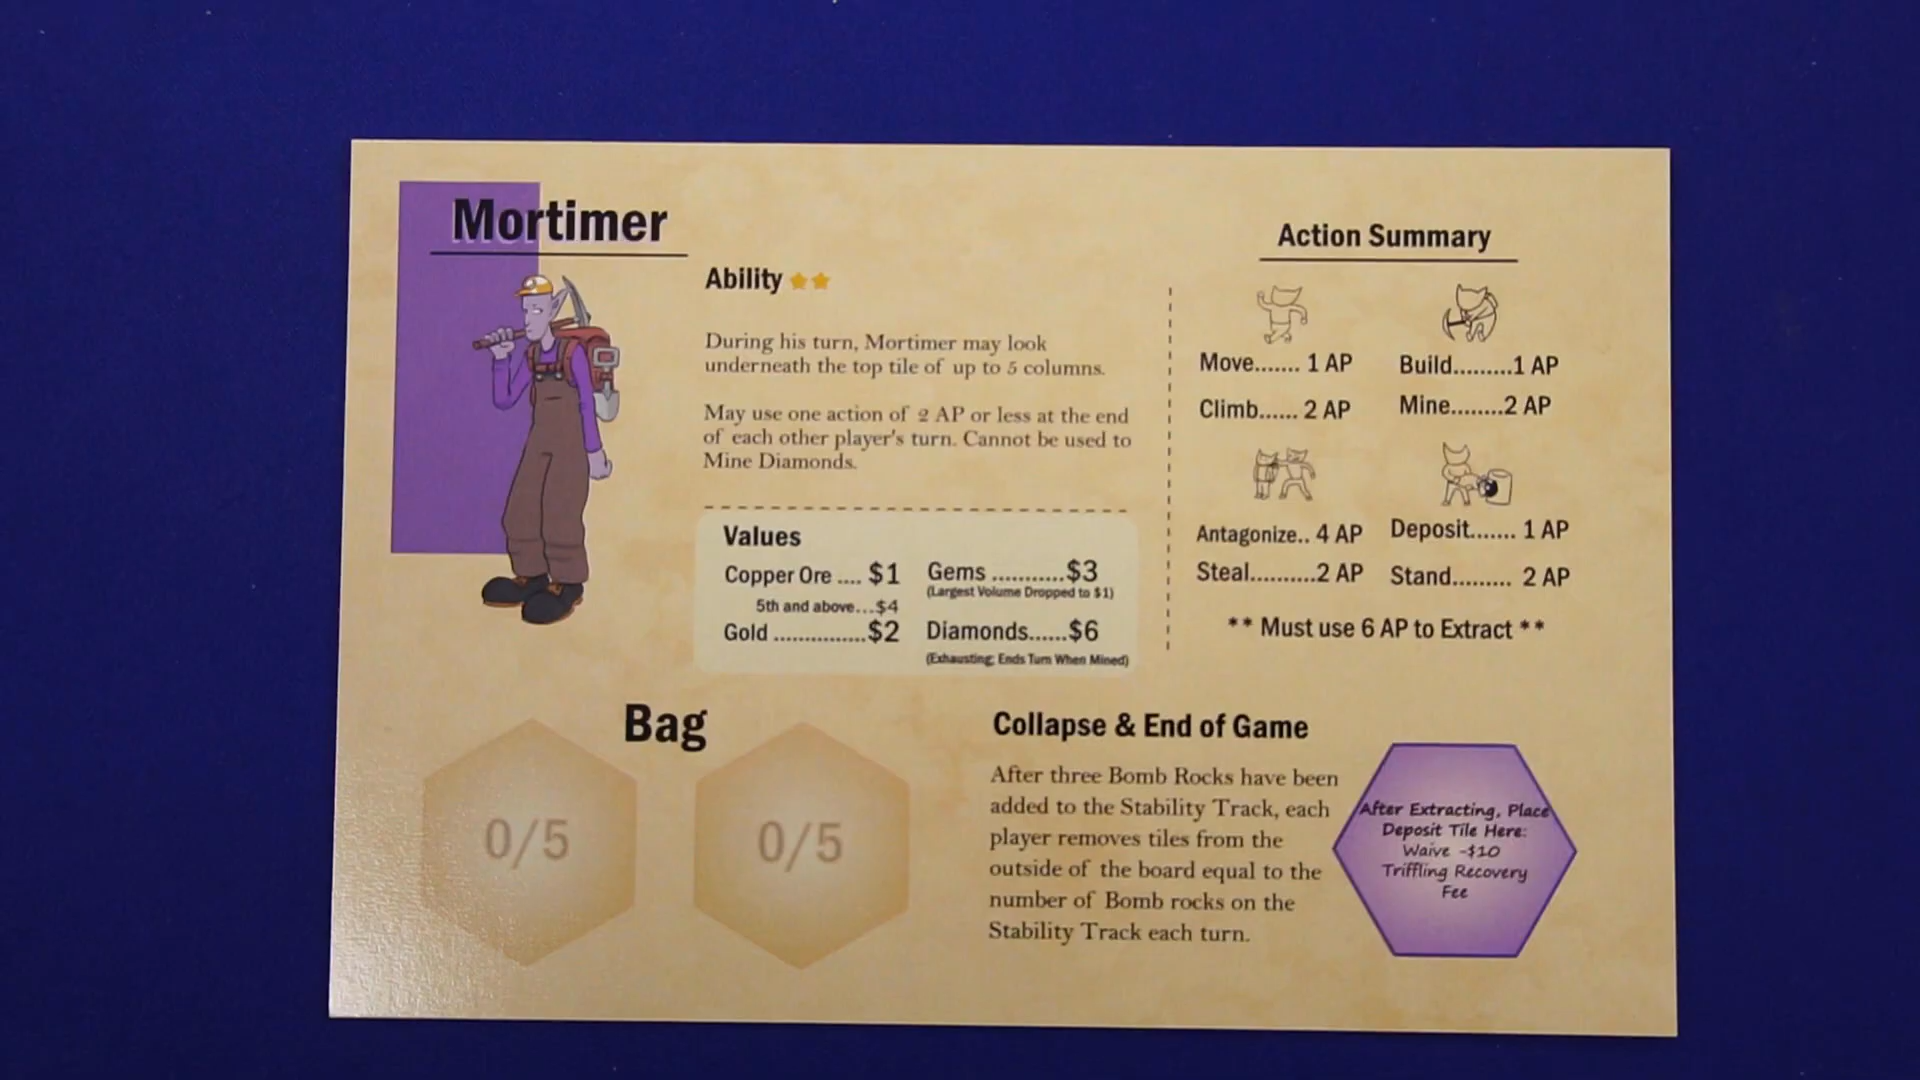 Mortimer
Ability
During his turn, Mortimer may look
underneath the top tile of up to 5 columns.
May use one action of 2 AP or less at the end
of each other player's turn. Cannot be used to
Mine Diamonds.
Values
Copper Ore .... $1
5th and above...$4
Gold ...............$2
Gems ...........$3
(Largest Volume Dropped to $1)
Diamonds......$6
(Exhausting; Ends Turn When Mined)
Action Summary
Move....... 1 AP
Build.........1 AP
Climb...... 2 AP
Mine........2 AP
Antagonize.. 4 AP
Deposit....... 1 AP
Steal..........2 AP
Stand......... 2 AP
** Must use 6 AP to Extract **
Bag
0/5
0/5
Collapse & End of Game
After three Bomb Rocks have been
added to the Stability Track, each
player removes tiles from the
outside of the board equal to the
number of Bomb rocks on the
Stability Track each turn.
After Extracting, Place
Deposit Tile Here:
Waive -$10
Triffling Recovery
Fee